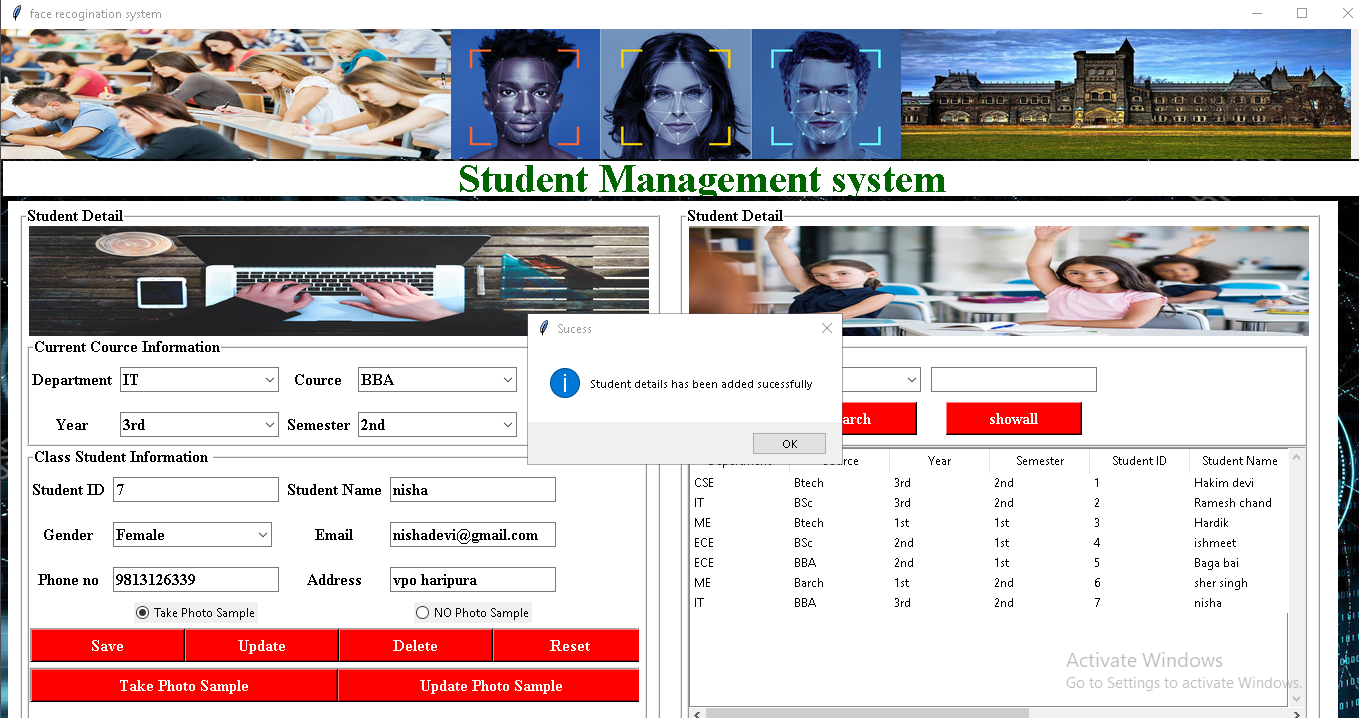 face recogination system
Student Management system
Student Detail
Student Detail
Current Cource Information
Department IT Cource BBA
Year 3rd Semester 2nd
Sucess
Student details has been added sucessfully
OK
showall
Class Student Information
Student ID 7 Student Name nisha
Gender Female Email nishadevi@gmail.com
Phone no 9813126339 Address vpo haripura
Take Photo Sample NO Photo Sample
Save Update Delete Reset
Take Photo Sample Update Photo Sample
Year Semester Student ID Student Name
CSE Btech 3rd 2nd 1 Hakim devi
IT BSc 3rd 2nd 2 Ramesh chand
ME Btech 1st 1st 3 Hardik
ECE BSc 2nd 1st 4 ishmeet
ECE BBA 2nd 1st 5 Baga bai
ME Barch 1st 2nd 6 sher singh
IT BBA 3rd 2nd 7 nisha
Activate Windows
Go to Settings to activate Windows.